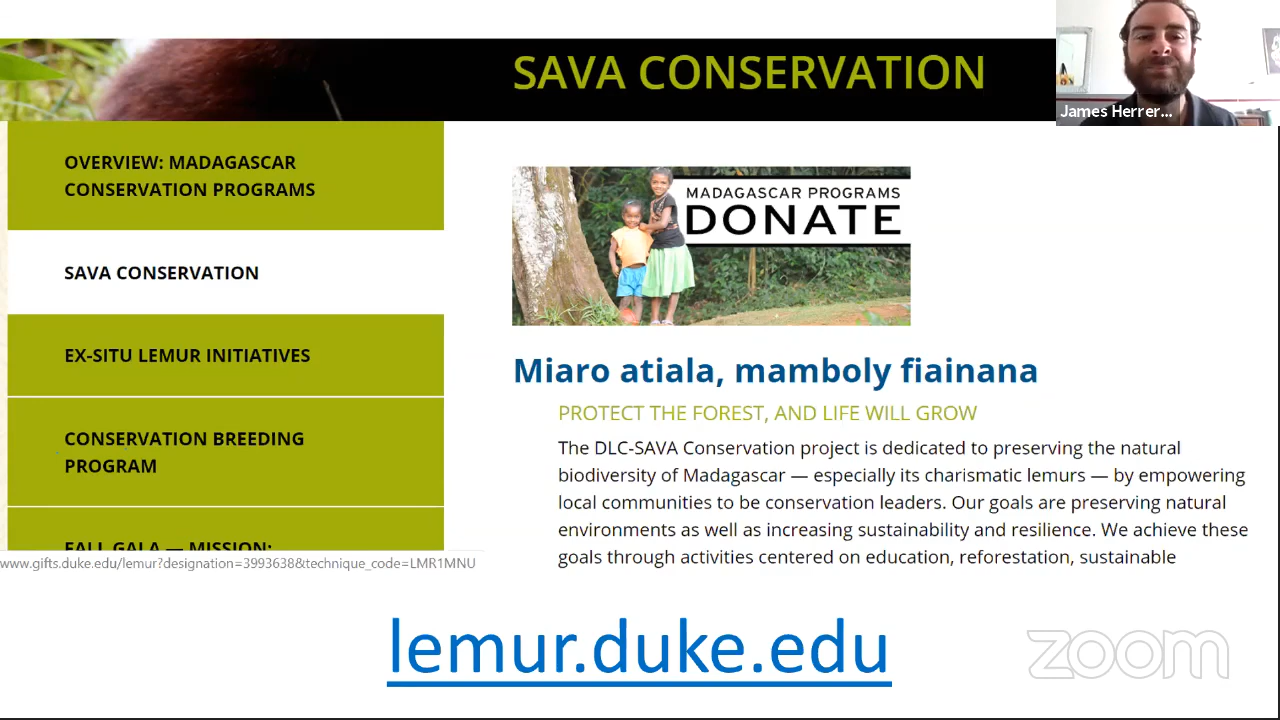 SAVA CONSERVATION
James Herrer...
OVERVIEW: MADAGASCAR
CONSERVATION PROGRAMS
SAVA CONSERVATION
EX-SITU LEMUR INITIATIVES
CONSERVATION BREEDING
PROGRAM
FALL GALA — MISSION:
www.gifts.duke.edu/lemur?designation=3993638&technique_code=LMR1MNU
MADAGASCAR PROGRAMS
DONATE
Miaro atiala, mamboly fiainana
PROTECT THE FOREST, AND LIFE WILL GROW
The DLC-SAVA Conservation project is dedicated to preserving the natural
biodiversity of Madagascar — especially its charismatic lemurs — by empowering
local communities to be conservation leaders. Our goals are preserving natural
environments as well as increasing sustainability and resilience. We achieve these
goals through activities centered on education, reforestation, sustainable
lemur.duke.edu
zoom